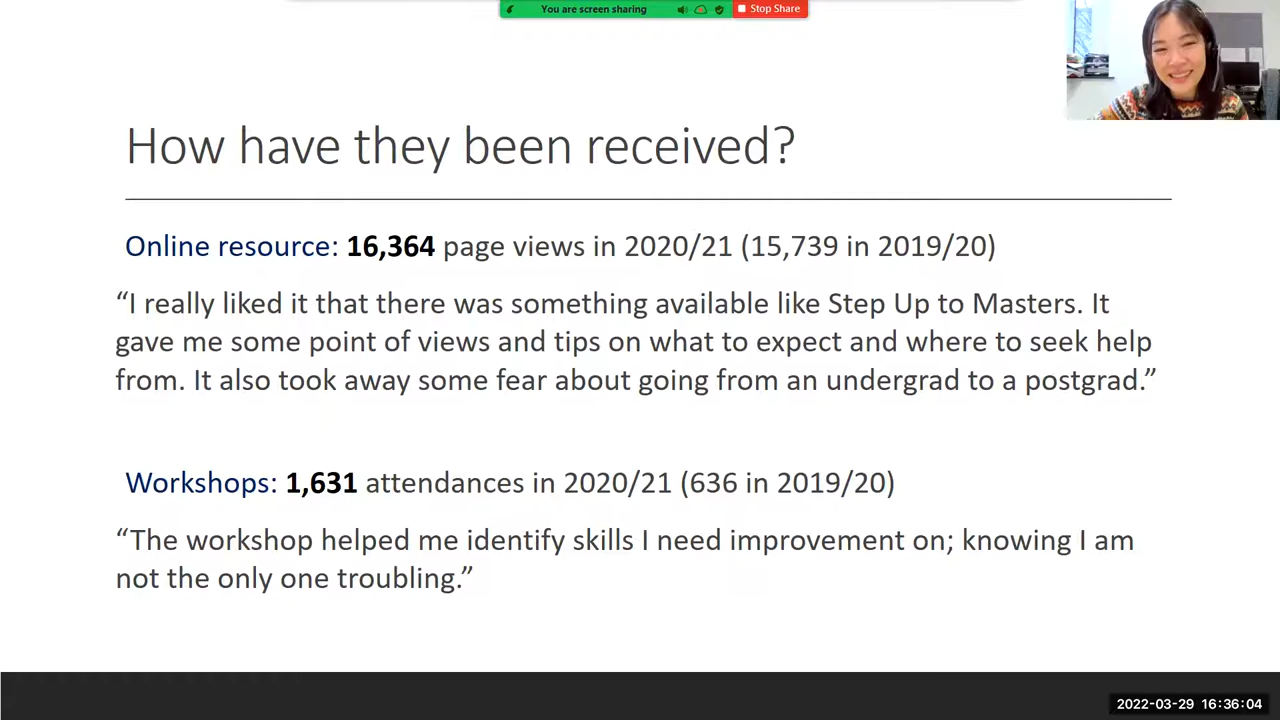 You are screen sharing
Stop Share
How have they been received?
Online resource: 16,364 page views in 2020/21 (15,739 in 2019/20)
“I really liked it that there was something available like Step Up to Masters. It
gave me some point of views and tips on what to expect and where to seek help
from. It also took away some fear about going from an undergrad to a postgrad.”
Workshops: 1,631 attendances in 2020/21 (636 in 2019/20)
“The workshop helped me identify skills I need improvement on; knowing I am
not the only one troubling.”
2022-03-29 16:36:04